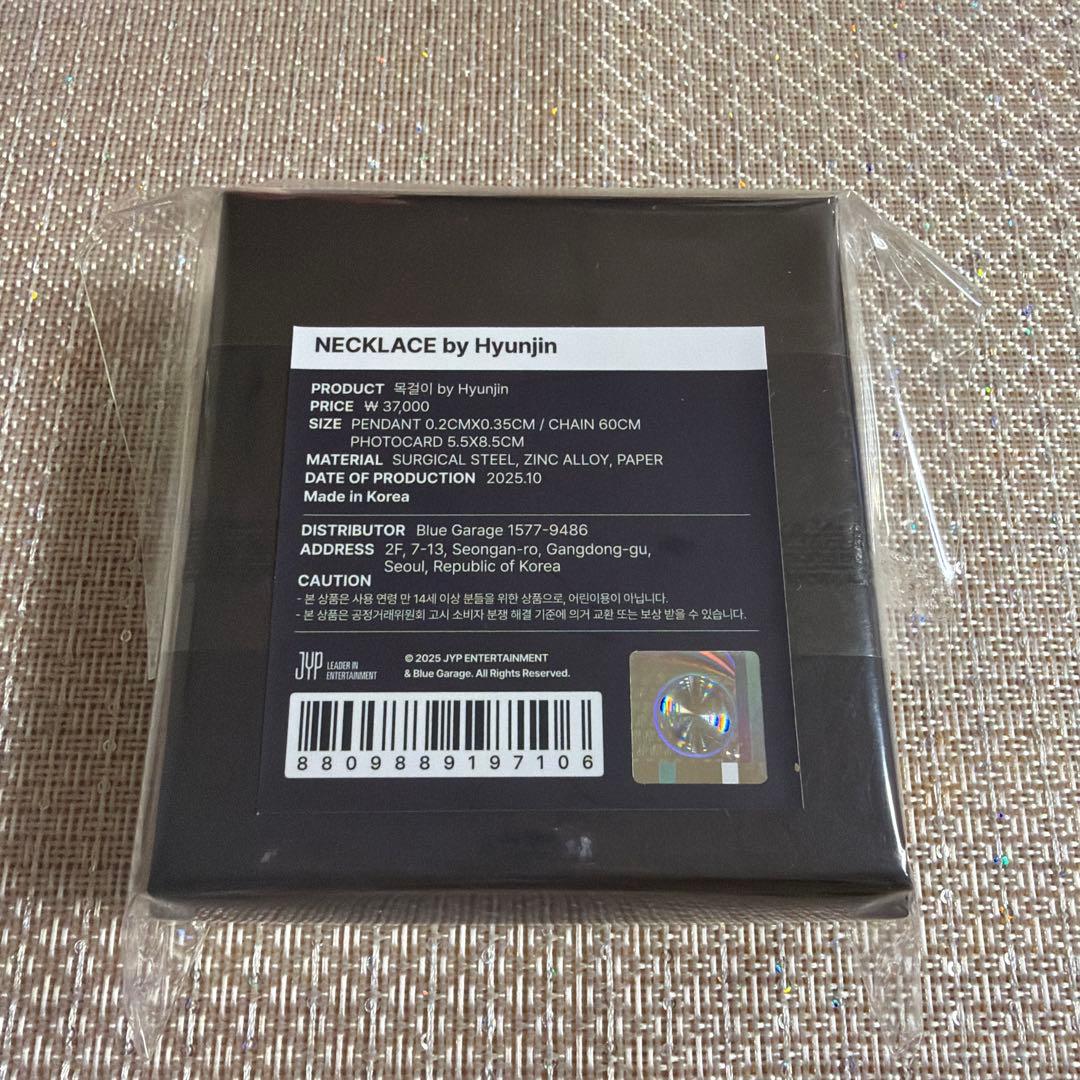 NECKLACE by Hyunjin
PRODUCT 목걸이 by Hyunjin
PRICE ₩ 37,000
SIZE PENDANT 0.2CMX0.35CM / CHAIN 60CM
PHOTOCARD 5.5X8.5CM
MATERIAL SURGICAL STEEL, ZINC ALLOY, PAPER
DATE OF PRODUCTION 2025.10
Made in Korea
DISTRIBUTOR Blue Garage 1577-9486
ADDRESS 2F, 7-13, Seongan-ro, Gangdong-gu,
Seoul, Republic of Korea
CAUTION
- 본 상품은 사용 연령 만 14세 이상 분들을 위한 상품으로, 어린이용이 아닙니다.
- 본 상품은 공정거래위원회 고시 소비자 분쟁 해결 기준에 의거 교환 또는 보상 받을 수 있습니다.
JYP LEADER IN
ENTERTAINMENT
© 2025 JYP ENTERTAINMENT
& Blue Garage. All Rights Reserved.
8809889197106